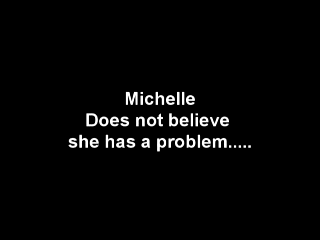 Michelle
Does not believe
she has a problem.....